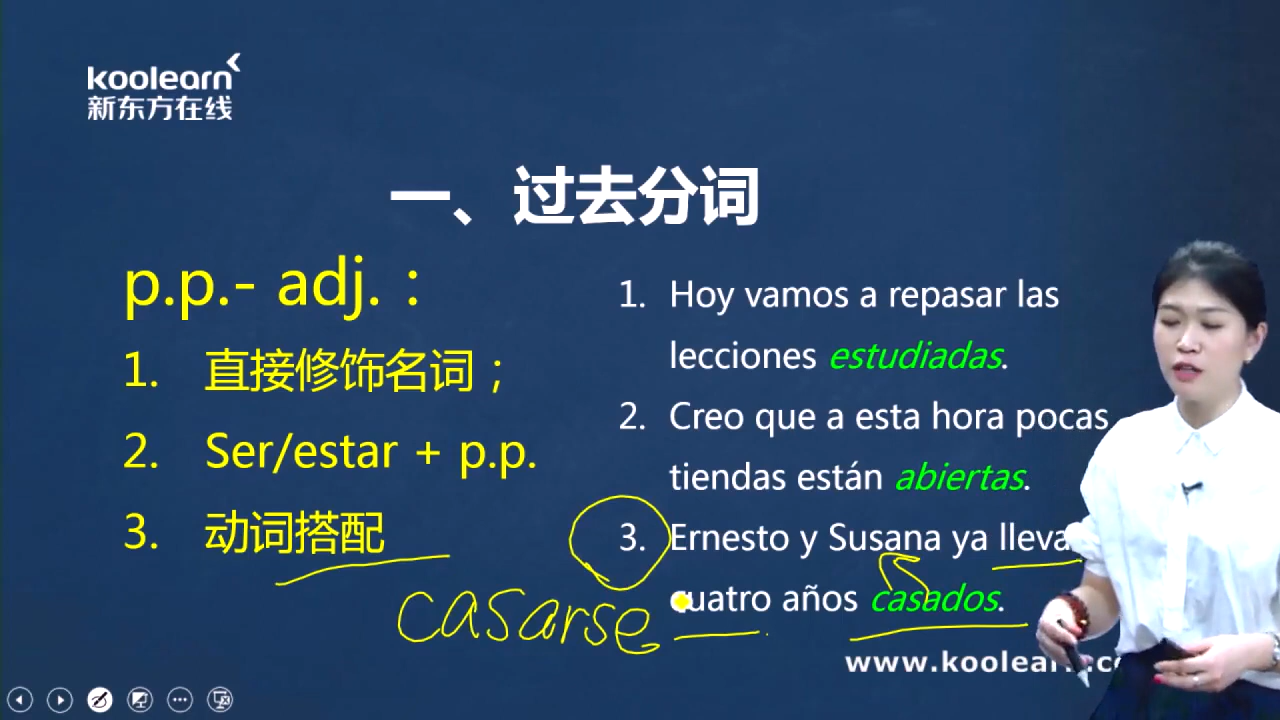 koolearn
新东方在线
一、过去分词
p.p.- adj.：
1. 直接修饰名词；
2. Ser/estar + p.p.
3. 动词搭配
1. Hoy vamos a repasar las
lecciones estudiadas.
2. Creo que a esta hora pocas
tiendas están abiertas.
3. Ernesto y Susana ya
cuatro años casados.
casarse